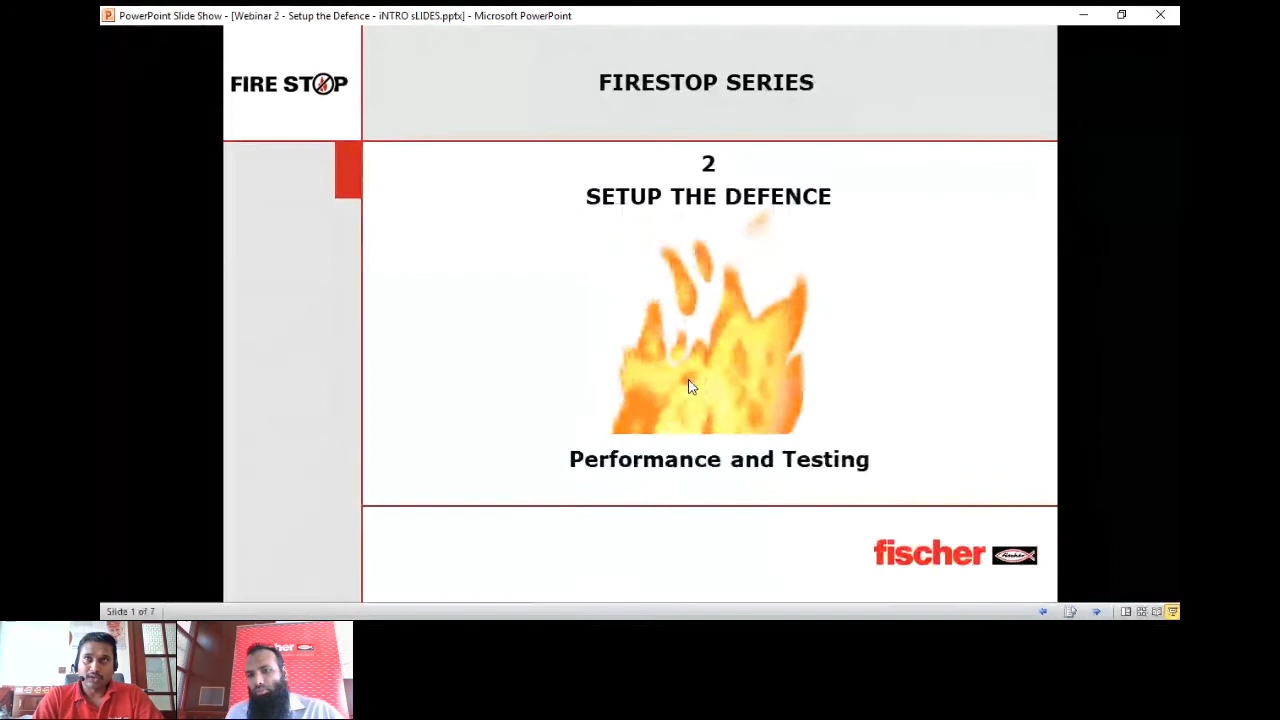 PowerPoint Slide Show - [Webinar 2 - Setup the Defence - iNTRO sLIDES.pptx] - Microsoft PowerPoint
FIRE STOP
FIRESTOP SERIES
2
SETUP THE DEFENCE
Performance and Testing
fischer
Slide 1 of 7